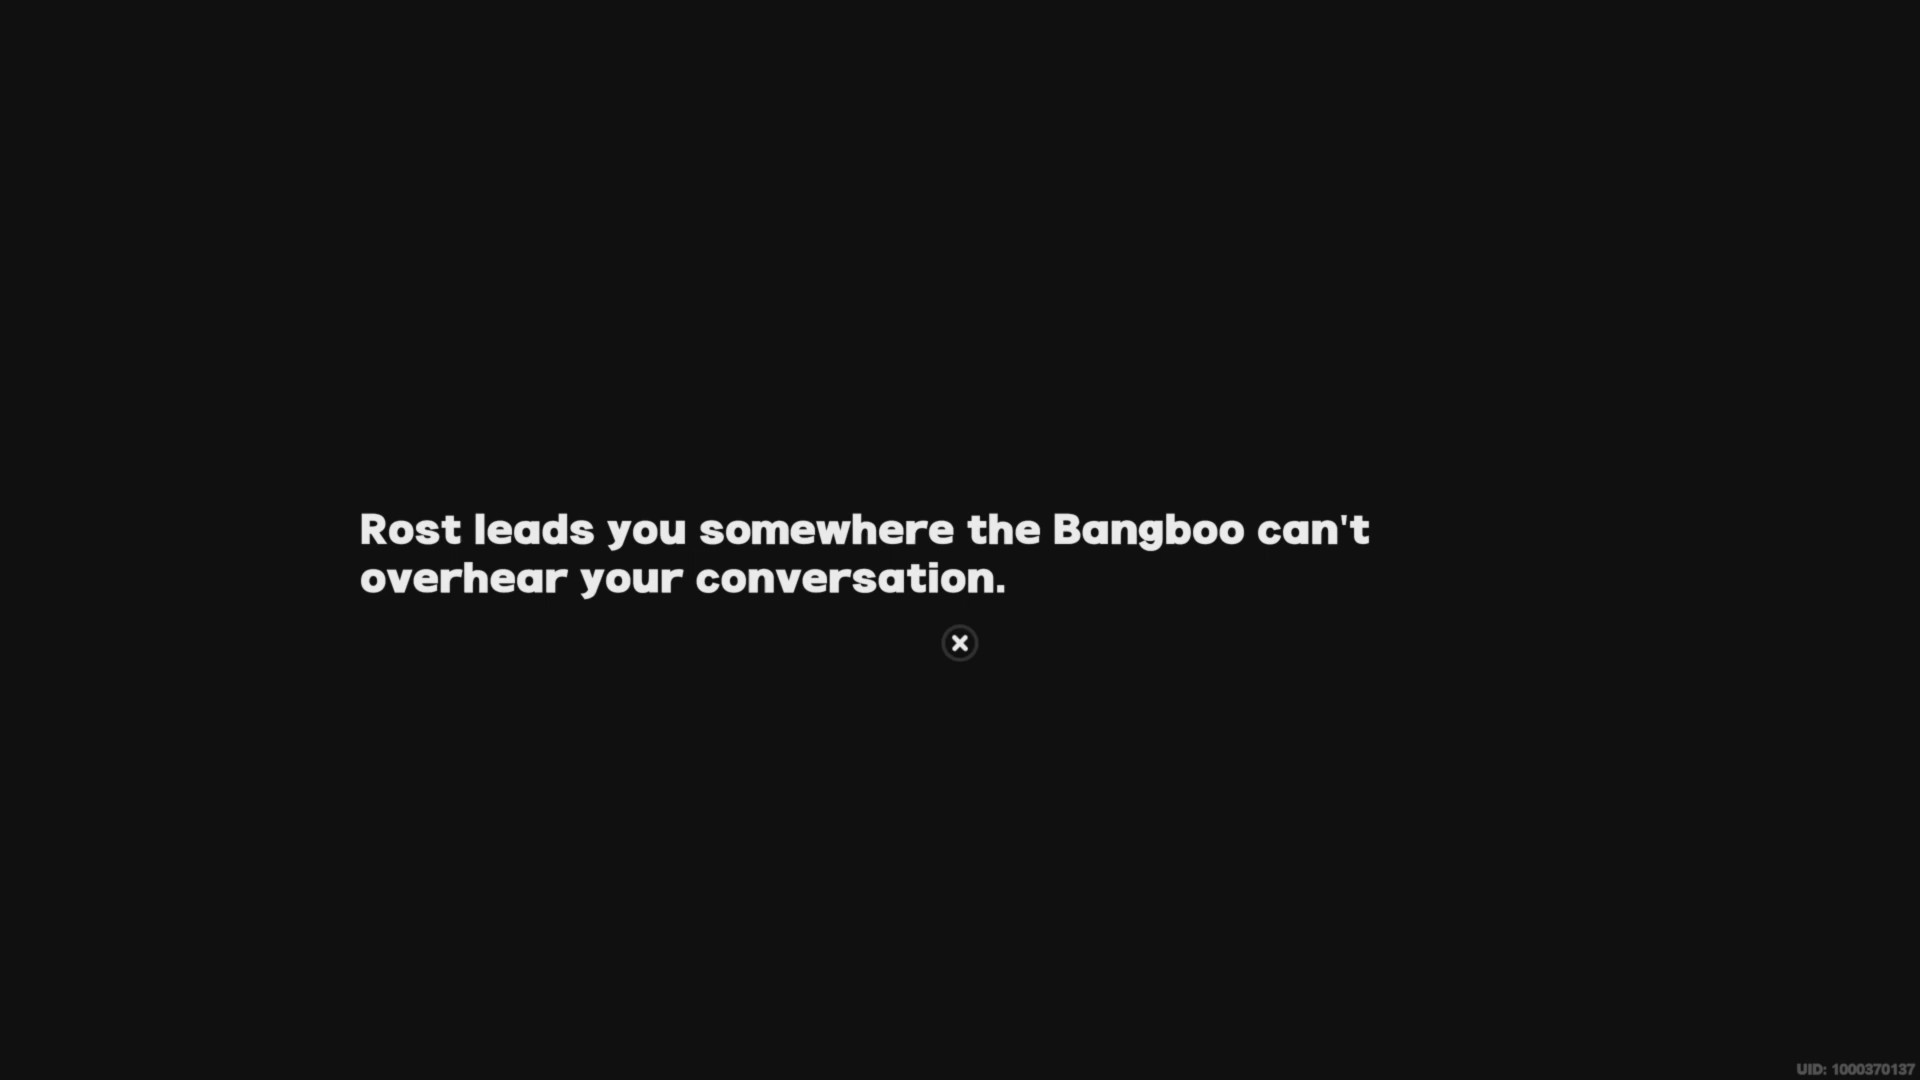 Rost leads you somewhere the Bangboo can't
overhear your conversation.
UID: 1000370137